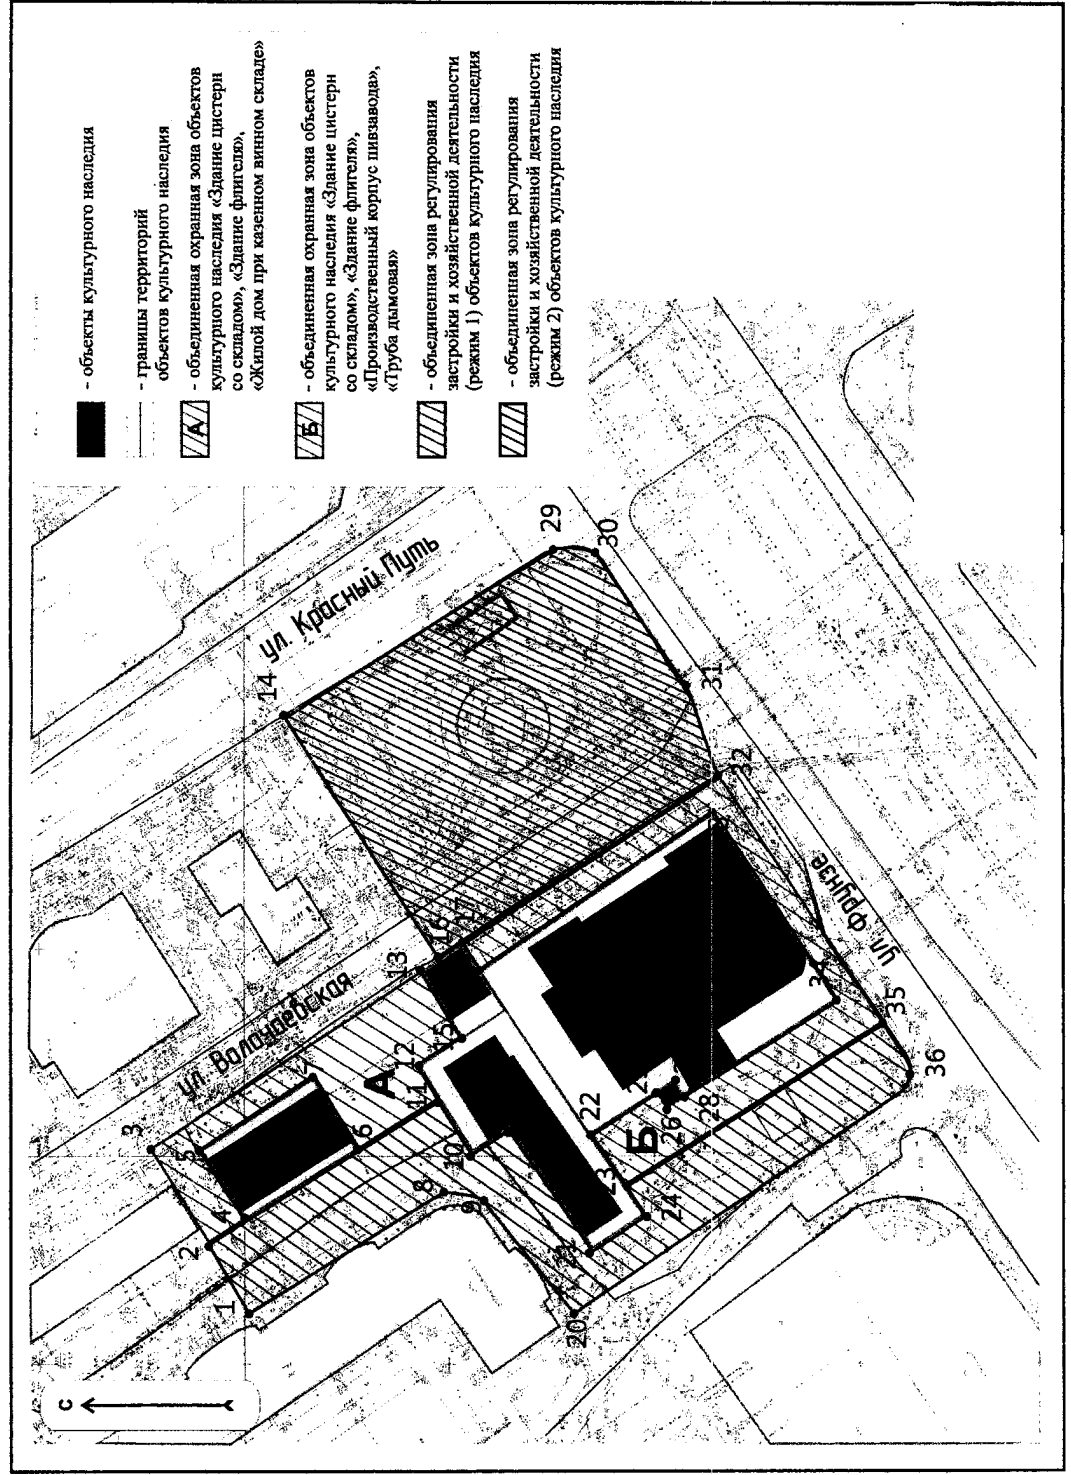 - объекты культурного наследия
- границы территорий
объектов культурного наследия
А
- объединенная охранная зона объектов
культурного наследия «Здание цистерн
со складом», «Здание флигеля»,
«Жилой дом при казенном винном складе»
Б
- объединенная охранная зона объектов
культурного наследия «Здание цистерн
со складом», «Здание флигеля»,
«Производственный корпус пивзавода»,
«Труба дымовая»
- объединенная зона регулирования
застройки и хозяйственной деятельности
(режим 1) объектов культурного наследия
- объединенная зона регулирования
застройки и хозяйственной деятельности
(режим 2) объектов культурного наследия
с
ул. Красный Путь
ул. Волочаевская
ул. Фрунзе
А
Б
1
2
3
4
5
6
7
8
9
10
11
12
13
14
15
16
17
20
21
22
23
24
26
28
29
30
31
32
34
35
36